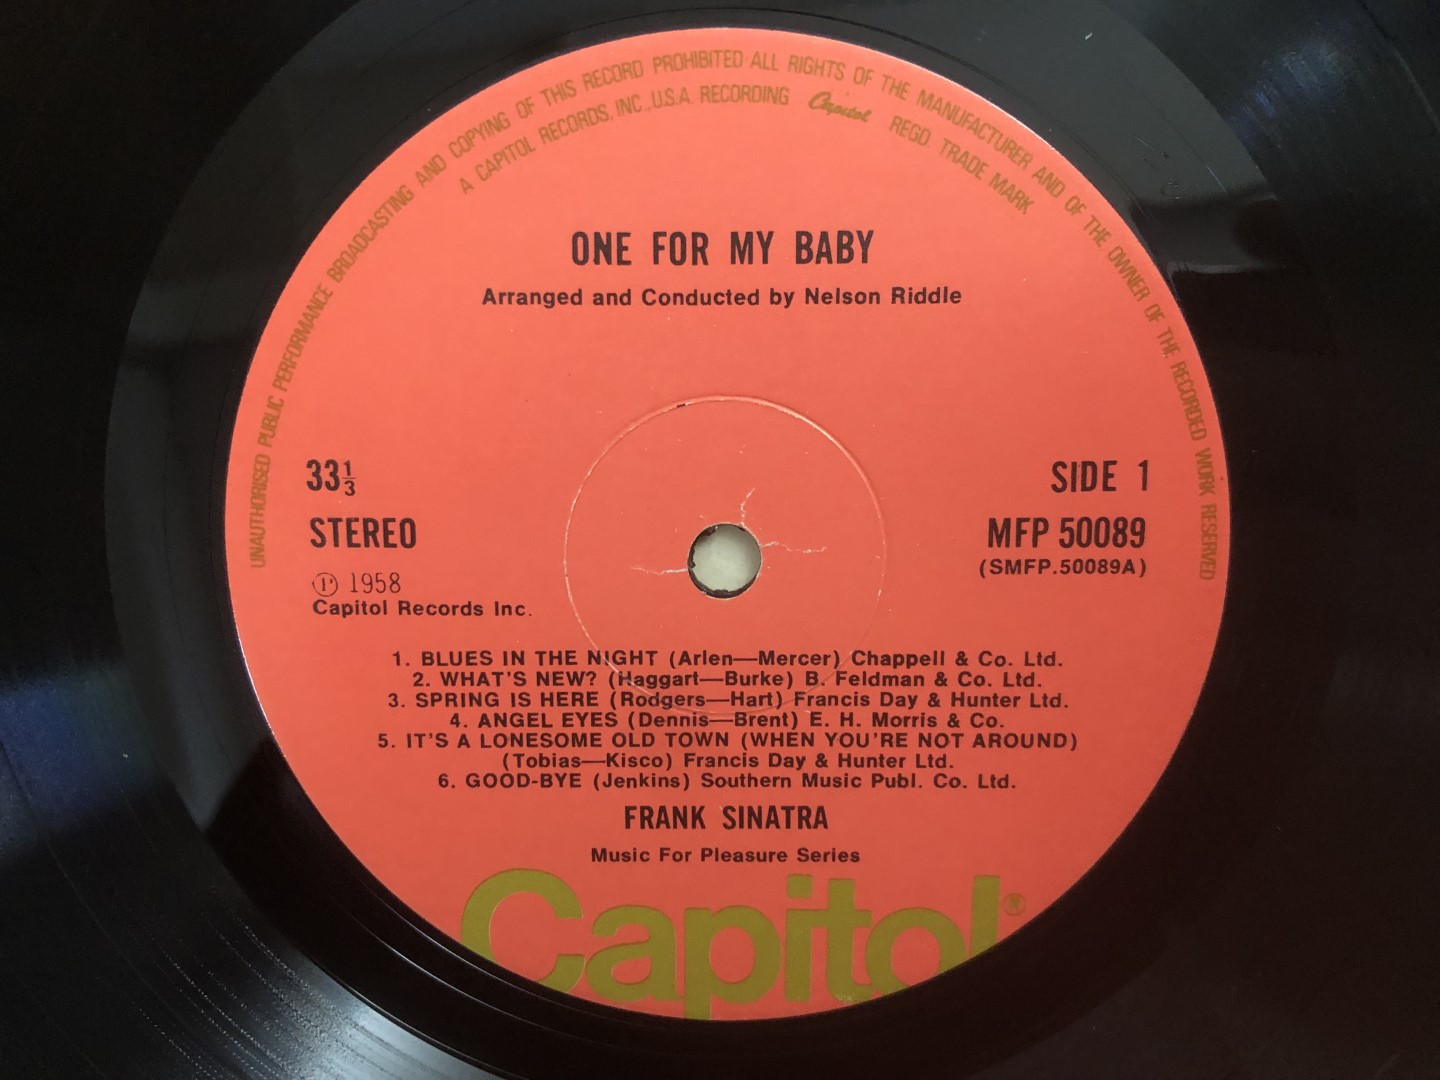 UNAUTHORISED PUBLIC PERFORMANCE BROADCASTING AND COPYING OF THIS RECORD PROHIBITED ALL RIGHTS OF THE MANUFACTURER AND OF THE OWNER OF THE RECORDED WORK RESERVED
A CAPITOL RECORDS, INC., U.S.A. RECORDING Capitol REGD. TRADE MARK
ONE FOR MY BABY
Arranged and Conducted by Nelson Riddle
33⅓
SIDE 1
STEREO
MFP 50089
(SMFP.50089A)
Ⓟ 1958
Capitol Records Inc.
1. BLUES IN THE NIGHT (Arlen—Mercer) Chappell & Co. Ltd.
2. WHAT'S NEW? (Haggart—Burke) B. Feldman & Co. Ltd.
3. SPRING IS HERE (Rodgers—Hart) Francis Day & Hunter Ltd.
4. ANGEL EYES (Dennis—Brent) E. H. Morris & Co.
5. IT'S A LONESOME OLD TOWN (WHEN YOU'RE NOT AROUND)
(Tobias—Kisco) Francis Day & Hunter Ltd.
6. GOOD-BYE (Jenkins) Southern Music Publ. Co. Ltd.
FRANK SINATRA
Music For Pleasure Series
Capitol®